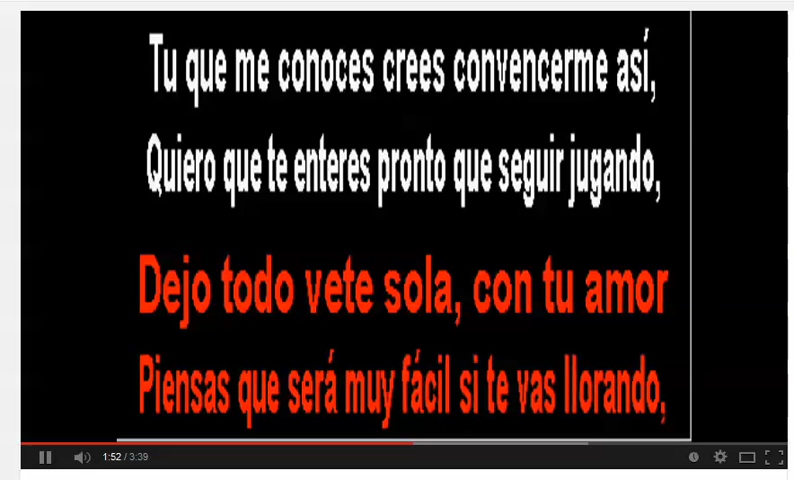 Tu que me conoces crees convencerme así,
Quiero que te enteres pronto que seguir jugando,
Dejo todo vete sola, con tu amor
Piensas que será muy fácil si te vas llorando,
1:52 / 3:39